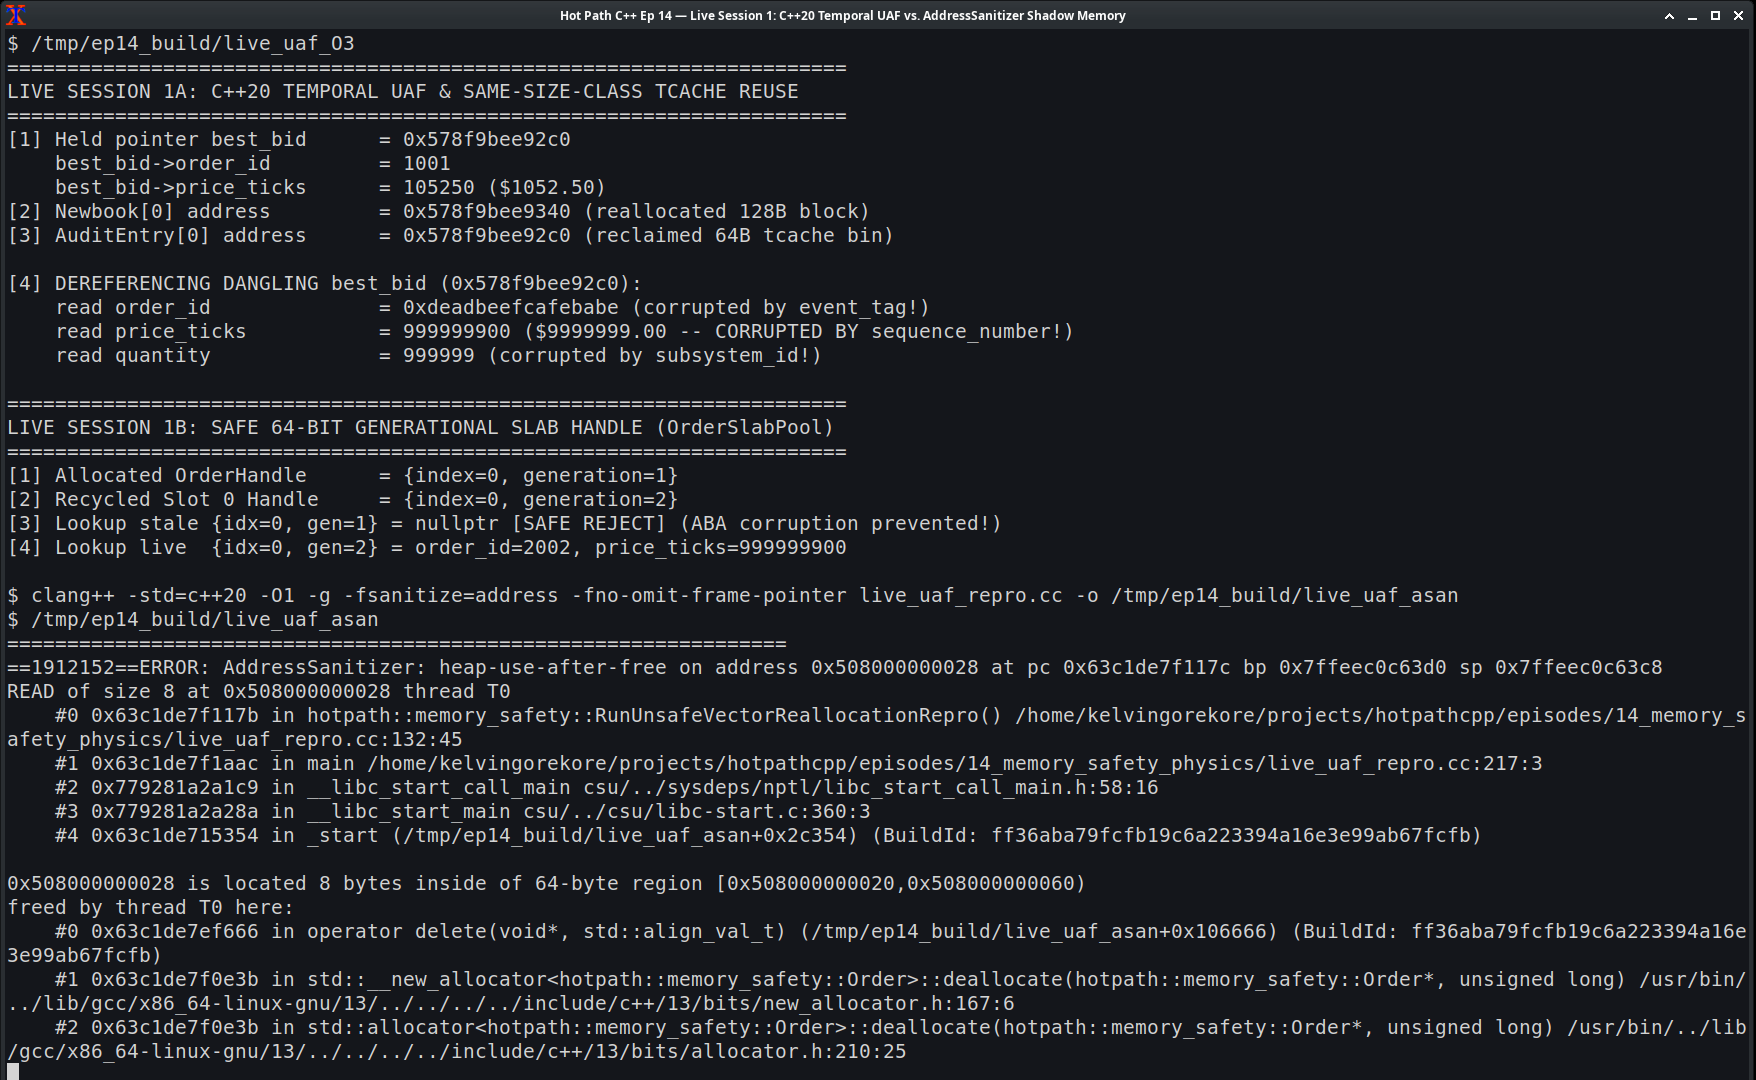 Hot Path C++ Ep 14 — Live Session 1: C++20 Temporal UAF vs. AddressSanitizer Shadow Memory
$ /tmp/ep14_build/live_uaf_O3
======================================================================
LIVE SESSION 1A: C++20 TEMPORAL UAF & SAME-SIZE-CLASS TCACHE REUSE
======================================================================
[1] Held pointer best_bid      = 0x578f9bee92c0
    best_bid->order_id         = 1001
    best_bid->price_ticks      = 105250 ($1052.50)
[2] Newbook[0] address         = 0x578f9bee9340 (reallocated 128B block)
[3] AuditEntry[0] address      = 0x578f9bee92c0 (reclaimed 64B tcache bin)
[4] DEREFERENCING DANGLING best_bid (0x578f9bee92c0):
    read order_id              = 0xdeadbeefcafebabe (corrupted by event_tag!)
    read price_ticks           = 999999900 ($9999999.00 -- CORRUPTED BY sequence_number!)
    read quantity              = 999999 (corrupted by subsystem_id!)
======================================================================
LIVE SESSION 1B: SAFE 64-BIT GENERATIONAL SLAB HANDLE (OrderSlabPool)
======================================================================
[1] Allocated OrderHandle      = {index=0, generation=1}
[2] Recycled Slot 0 Handle     = {index=0, generation=2}
[3] Lookup stale {idx=0, gen=1} = nullptr [SAFE REJECT] (ABA corruption prevented!)
[4] Lookup live  {idx=0, gen=2} = order_id=2002, price_ticks=999999900
$ clang++ -std=c++20 -O1 -g -fsanitize=address -fno-omit-frame-pointer live_uaf_repro.cc -o /tmp/ep14_build/live_uaf_asan
$ /tmp/ep14_build/live_uaf_asan
=================================================================
==1912152==ERROR: AddressSanitizer: heap-use-after-free on address 0x508000000028 at pc 0x63c1de7f117c bp 0x7ffeec0c63d0 sp 0x7ffeec0c63c8
READ of size 8 at 0x508000000028 thread T0
    #0 0x63c1de7f117b in hotpath::memory_safety::RunUnsafeVectorReallocationRepro() /home/kelvingorekore/projects/hotpathcpp/episodes/14_memory_s
afety_physics/live_uaf_repro.cc:132:45
    #1 0x63c1de7f1aac in main /home/kelvingorekore/projects/hotpathcpp/episodes/14_memory_safety_physics/live_uaf_repro.cc:217:3
    #2 0x779281a2a1c9 in __libc_start_call_main csu/../sysdeps/nptl/libc_start_call_main.h:58:16
    #3 0x779281a2a28a in __libc_start_main csu/../csu/libc-start.c:360:3
    #4 0x63c1de715354 in _start (/tmp/ep14_build/live_uaf_asan+0x2c354) (BuildId: ff36aba79fcfb19c6a223394a16e3e99ab67fcfb)
0x508000000028 is located 8 bytes inside of 64-byte region [0x508000000020,0x508000000060)
freed by thread T0 here:
    #0 0x63c1de7ef666 in operator delete(void*, std::align_val_t) (/tmp/ep14_build/live_uaf_asan+0x106666) (BuildId: ff36aba79fcfb19c6a223394a16e
3e99ab67fcfb)
    #1 0x63c1de7f0e3b in std::__new_allocator<hotpath::memory_safety::Order>::deallocate(hotpath::memory_safety::Order*, unsigned long) /usr/bin/
../lib/gcc/x86_64-linux-gnu/13/../../../../include/c++/13/bits/new_allocator.h:167:6
    #2 0x63c1de7f0e3b in std::allocator<hotpath::memory_safety::Order>::deallocate(hotpath::memory_safety::Order*, unsigned long) /usr/bin/../lib
/gcc/x86_64-linux-gnu/13/../../../../include/c++/13/bits/allocator.h:210:25